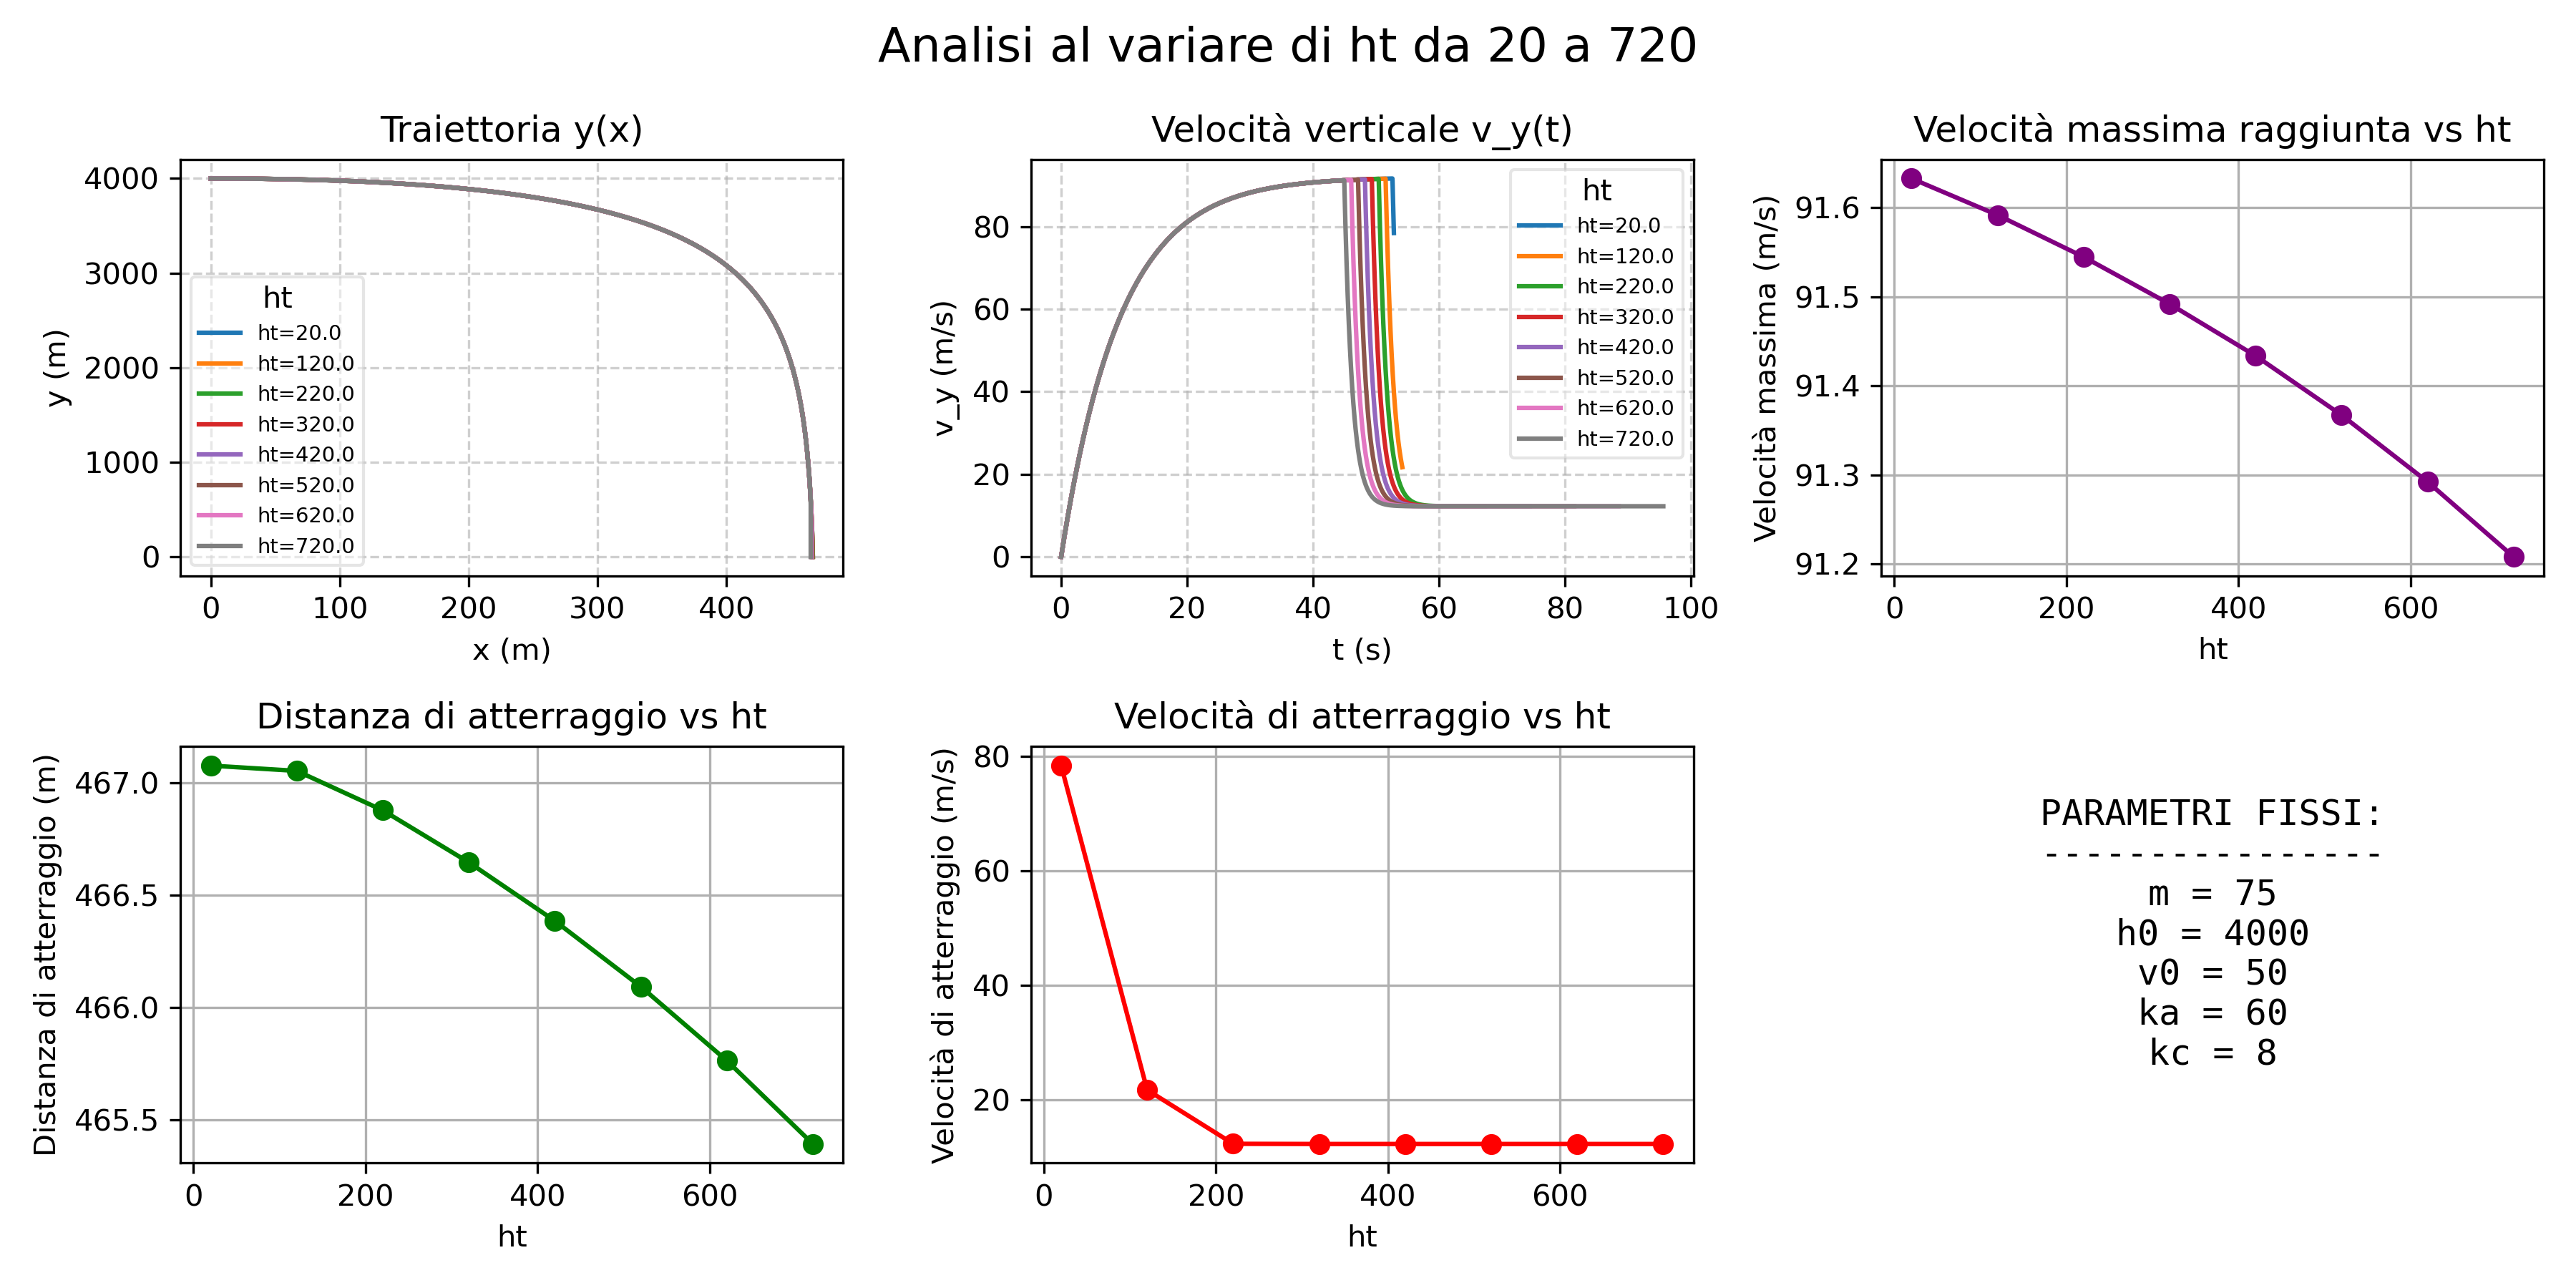 Analisi al variare di ht da 20 a 720
Traiettoria y(x)
y (m)
4000
3000
2000
1000
0
ht
ht=20.0
ht=120.0
ht=220.0
ht=320.0
ht=420.0
ht=520.0
ht=620.0
ht=720.0
0 100 200 300 400
x (m)
Velocità verticale v_y(t)
v_y (m/s)
80
60
40
20
0
ht
ht=20.0
ht=120.0
ht=220.0
ht=320.0
ht=420.0
ht=520.0
ht=620.0
ht=720.0
0 20 40 60 80 100
t (s)
Velocità massima raggiunta vs ht
Velocità massima (m/s)
91.6
91.5
91.4
91.3
91.2
0 200 400 600
ht
Distanza di atterraggio vs ht
Distanza di atterraggio (m)
467.0
466.5
466.0
465.5
0 200 400 600
ht
Velocità di atterraggio vs ht
Velocità di atterraggio (m/s)
80
60
40
20
0 200 400 600
ht
PARAMETRI FISSI:
----------------
m = 75
h0 = 4000
v0 = 50
ka = 60
kc = 8